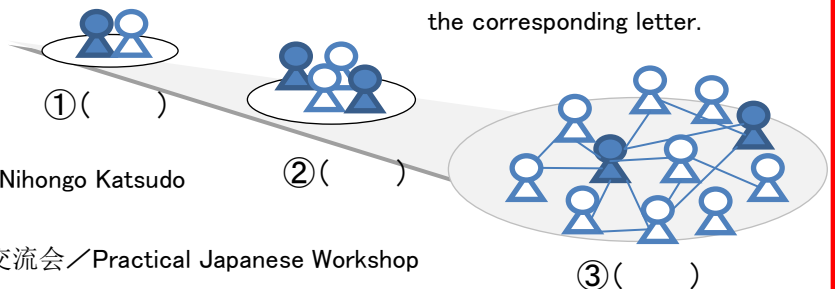 the corresponding letter.
①(　　)
②(　　)
Nihongo Katsudo
交流会／Practical Japanese Workshop
③(　　)